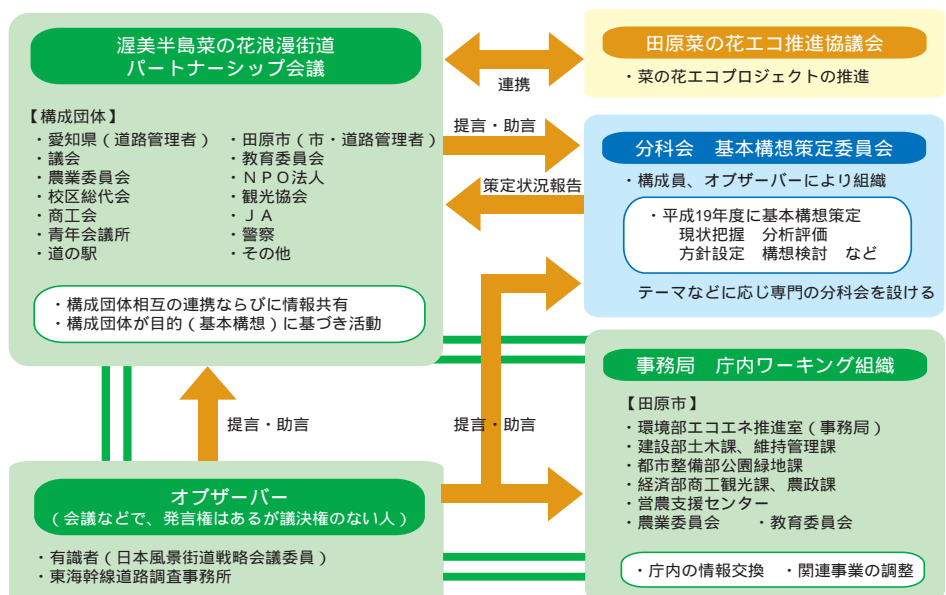 渥美半島菜の花浪漫街道
パートナーシップ会議
【構成団体】
・愛知県（道路管理者）
・議会
・農業委員会
・校区総代会
・商工会
・青年会議所
・道の駅
・田原市（市・道路管理者）
・教育委員会
・ＮＰＯ法人
・観光協会
・ＪＡ
・警察
・その他
・構成団体相互の連携ならびに情報共有
・構成団体が目的（基本構想）に基づき活動
連携
田原菜の花エコ推進協議会
・菜の花エコプロジェクトの推進
提言・助言
策定状況報告
分科会　基本構想策定委員会
・構成員、オブザーバーにより組織
・平成19年度に基本構想策定
現状把握　分析評価
方針設定　構想検討　など
テーマなどに応じ専門の分科会を設ける
提言・助言
提言・助言
事務局　庁内ワーキング組織
【田原市】
・環境部エコエネ推進室（事務局）
・建設部土木課、維持管理課
・都市整備部公園緑地課
・経済部商工観光課、農政課
・営農支援センター
・農業委員会　・教育委員会
・庁内の情報交換　・関連事業の調整
オブザーバー
（会議などで、発言権はあるが議決権のない人）
・有識者（日本風景街道戦略会議委員）
・東海幹線道路調査事務所